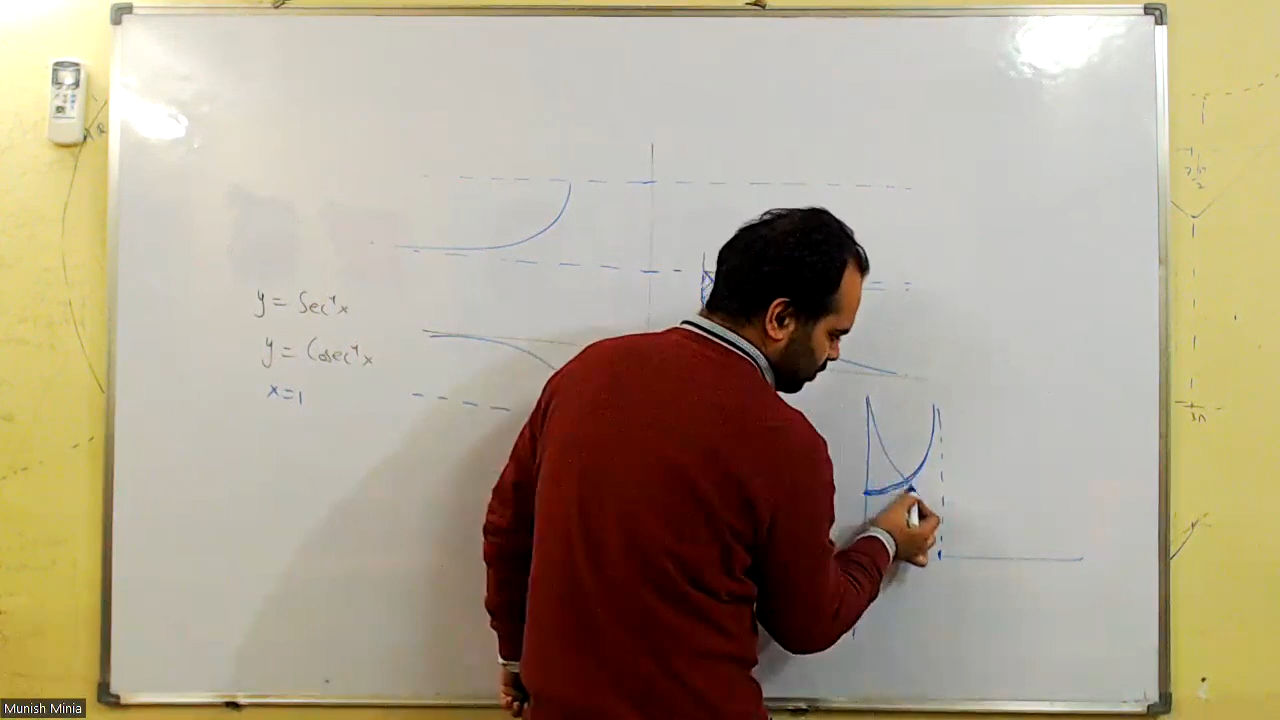 y = Sec⁻¹x
y = Cosec⁻¹x
x=1
Munish Minia